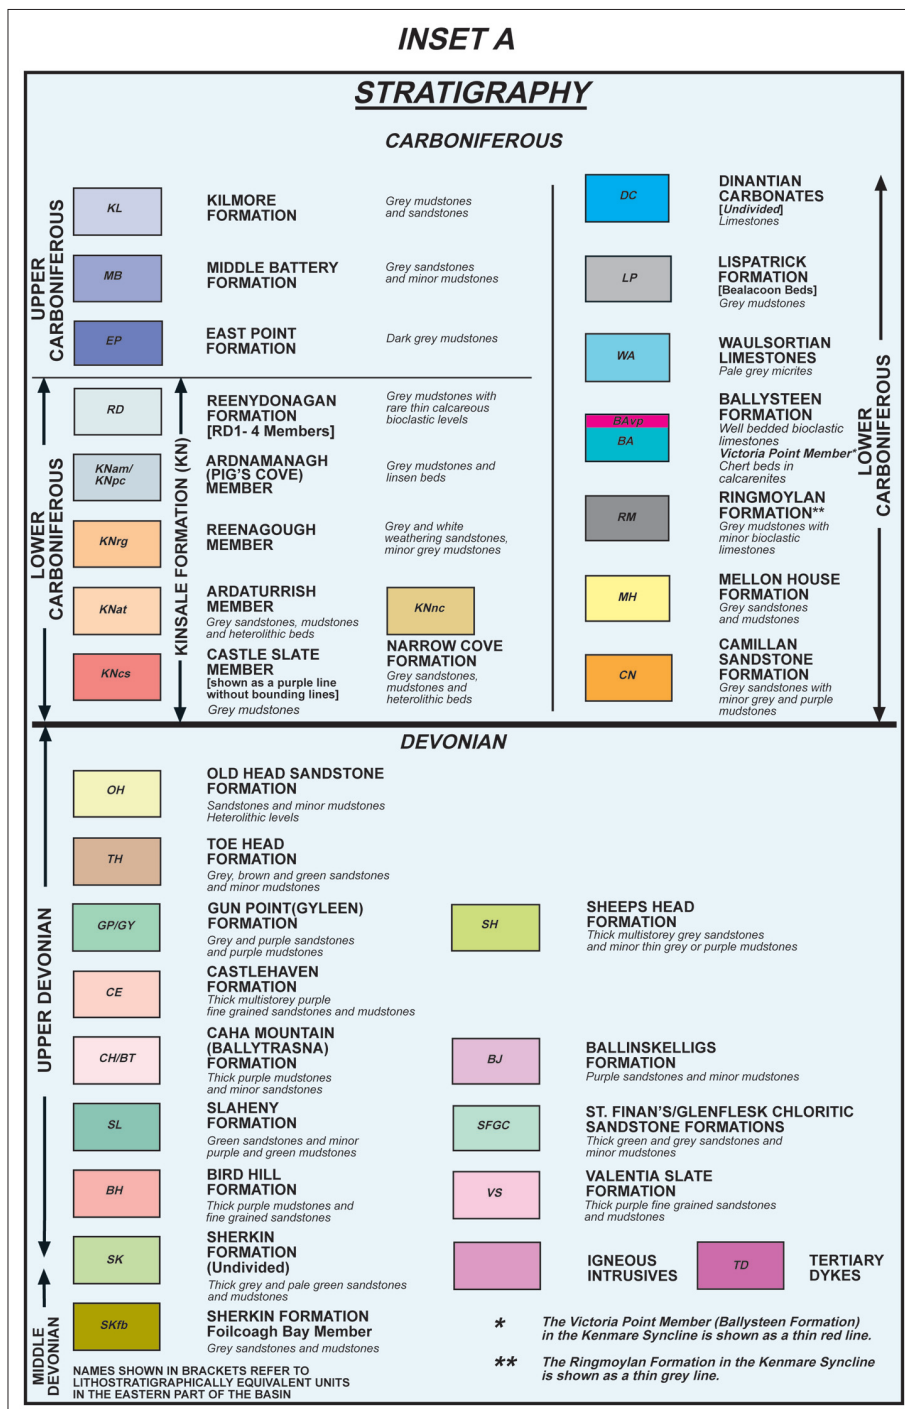 INSET A
STRATIGRAPHY
CARBONIFEROUS
UPPER
CARBONIFEROUS
KL
KILMORE
FORMATION
Grey mudstones
and sandstones
MB
MIDDLE BATTERY
FORMATION
Grey sandstones
and minor mudstones
EP
EAST POINT
FORMATION
Dark grey mudstones
LOWER
CARBONIFEROUS
KINSALE FORMATION (KN)
RD
REENYDONAGAN
FORMATION
[RD1- 4 Members]
Grey mudstones with
rare thin calcareous
bioclastic levels
KNam/
KNpc
ARDNAMANAGH
(PIG'S COVE)
MEMBER
Grey mudstones and
linsen beds
KNrg
REENAGOUGH
MEMBER
Grey and white
weathering sandstones,
minor grey mudstones
KNat
ARDATURRISH
MEMBER
Grey sandstones, mudstones
and heterolithic beds
KNnc
NARROW COVE
FORMATION
Grey sandstones,
mudstones and
heterolithic beds
KNcs
CASTLE SLATE
MEMBER
[shown as a purple line
without bounding lines]
Grey mudstones
DC
DINANTIAN
CARBONATES
[Undivided]
Limestones
LP
LISPATRICK
FORMATION
[Bealacoon Beds]
Grey mudstones
WA
WAULSORTIAN
LIMESTONES
Pale grey micrites
BAvp
BA
BALLYSTEEN
FORMATION
Well bedded bioclastic
limestones
Victoria Point Member*
Chert beds in
calcarenites
RM
RINGMOYLAN
FORMATION**
Grey mudstones with
minor bioclastic
limestones
MH
MELLON HOUSE
FORMATION
Grey sandstones
and mudstones
CN
CAMILLAN
SANDSTONE
FORMATION
Grey sandstones with
minor grey and purple
mudstones
LOWER
CARBONIFEROUS
DEVONIAN
UPPER DEVONIAN
OH
OLD HEAD SANDSTONE
FORMATION
Sandstones and minor mudstones
Heterolithic levels
TH
TOE HEAD
FORMATION
Grey, brown and green sandstones
and minor mudstones
GP/GY
GUN POINT(GYLEEN)
FORMATION
Grey and purple sandstones
and purple mudstones
SH
SHEEPS HEAD
FORMATION
Thick multistorey grey sandstones
and minor thin grey or purple mudstones
CE
CASTLEHAVEN
FORMATION
Thick multistorey purple
fine grained sandstones and mudstones
CH/BT
CAHA MOUNTAIN
(BALLYTRASNA)
FORMATION
Thick purple mudstones
and minor sandstones
BJ
BALLINSKELLIGS
FORMATION
Purple sandstones and minor mudstones
SL
SLAHENY
FORMATION
Green sandstones and minor
purple and green mudstones
SFGC
ST. FINAN'S/GLENFLESK CHLORITIC
SANDSTONE FORMATIONS
Thick green and grey sandstones and
minor mudstones
BH
BIRD HILL
FORMATION
Thick purple mudstones and
fine grained sandstones
VS
VALENTIA SLATE
FORMATION
Thick purple fine grained sandstones
and mudstones
SK
SHERKIN
FORMATION
(Undivided)
Thick grey and pale green sandstones
and mudstones
IGNEOUS
INTRUSIVES
TD
TERTIARY
DYKES
MIDDLE
DEVONIAN
SKfb
SHERKIN FORMATION
Foilcoagh Bay Member
Grey sandstones and mudstones
* The Victoria Point Member (Ballysteen Formation)
in the Kenmare Syncline is shown as a thin red line.
** The Ringmoylan Formation in the Kenmare Syncline
is shown as a thin grey line.
NAMES SHOWN IN BRACKETS REFER TO
LITHOSTRATIGRAPHICALLY EQUIVALENT UNITS
IN THE EASTERN PART OF THE BASIN